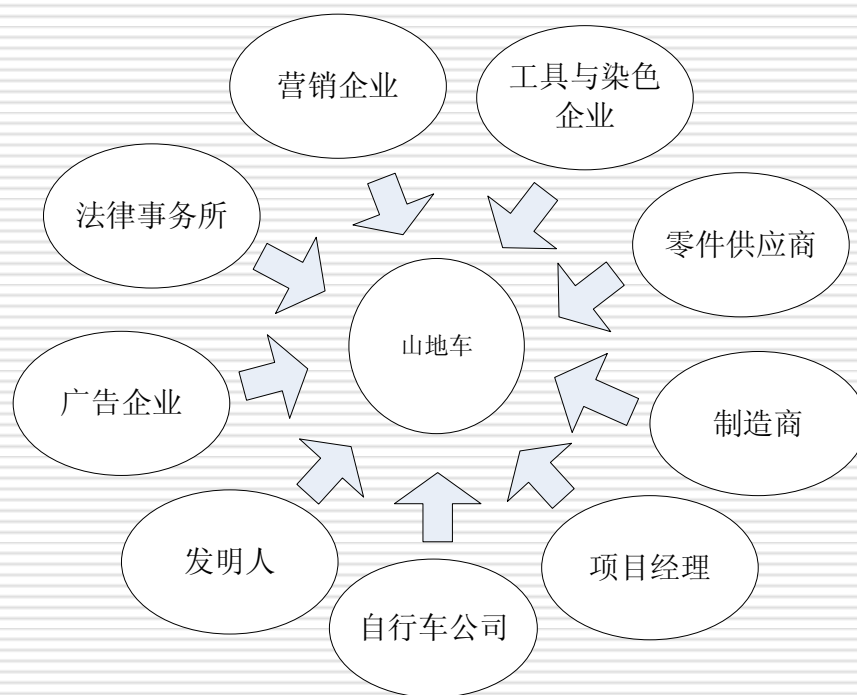 营销企业
工具与染色
企业
法律事务所
零件供应商
山地车
广告企业
制造商
发明人
项目经理
自行车公司